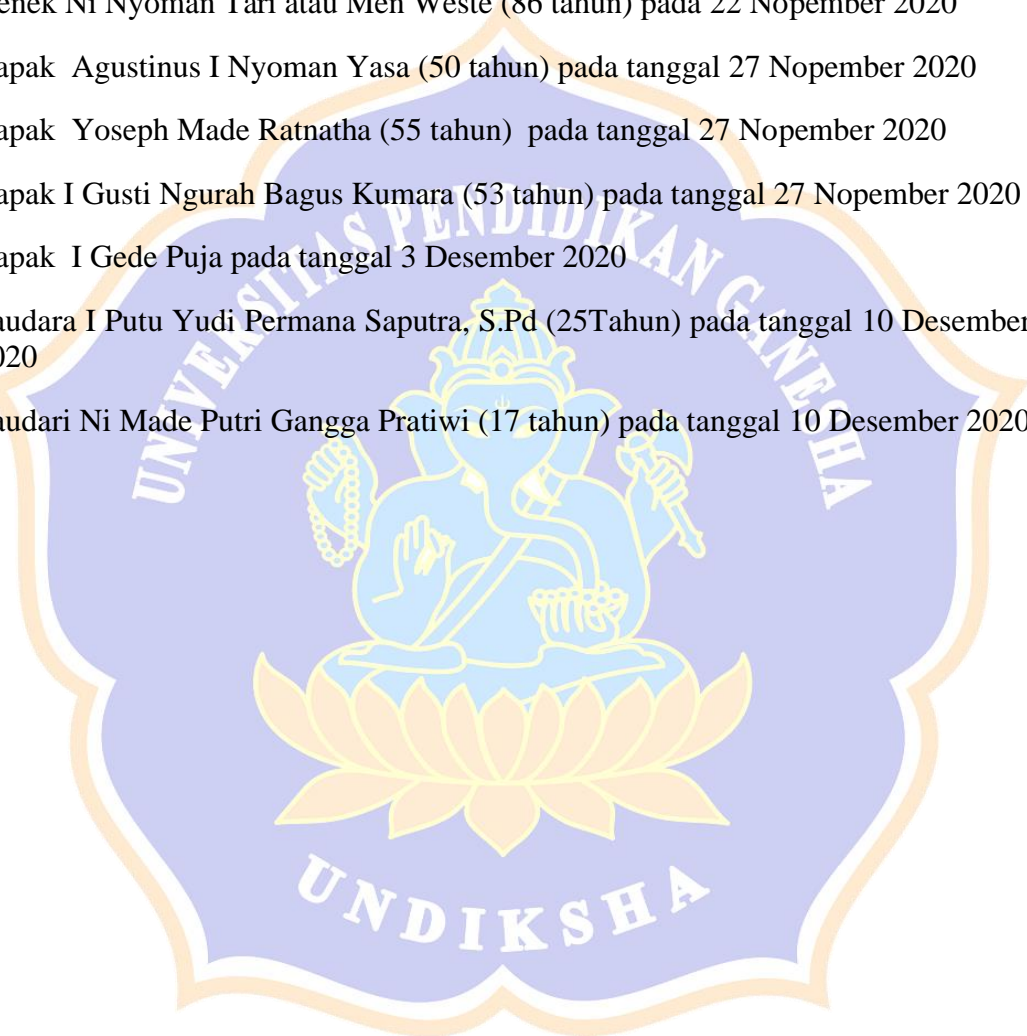 enek Ni Nyoman Tari atau Men Weste (86 tahun) pada 22 Nopember 2020
apak Agustinus I Nyoman Yasa (50 tahun) pada tanggal 27 Nopember 2020
apak Yoseph Made Ratnatha (55 tahun) pada tanggal 27 Nopember 2020
apak I Gusti Ngurah Bagus Kumara (53 tahun) pada tanggal 27 Nopember 2020
apak I Gede Puja pada tanggal 3 Desember 2020
audara I Putu Yudi Permana Saputra, S.Pd (25Tahun) pada tanggal 10 Desember
020
audari Ni Made Putri Gangga Pratiwi (17 tahun) pada tanggal 10 Desember 2020
UNIVERSITAS PENDIDIKAN GANESHA
UNDIKSHA